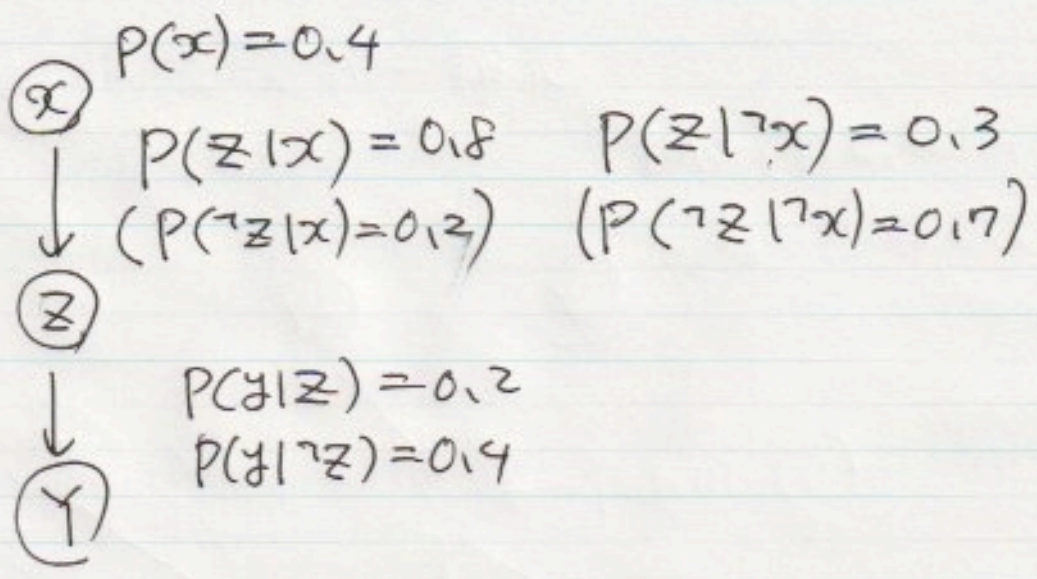 P(x)=0.4
x
P(z|x)=0.8 P(z|¬x)=0.3
(P(¬z|x)=0.2) (P(¬z|¬x)=0.7)
z
P(y|z)=0.2
P(y|¬z)=0.4
Y